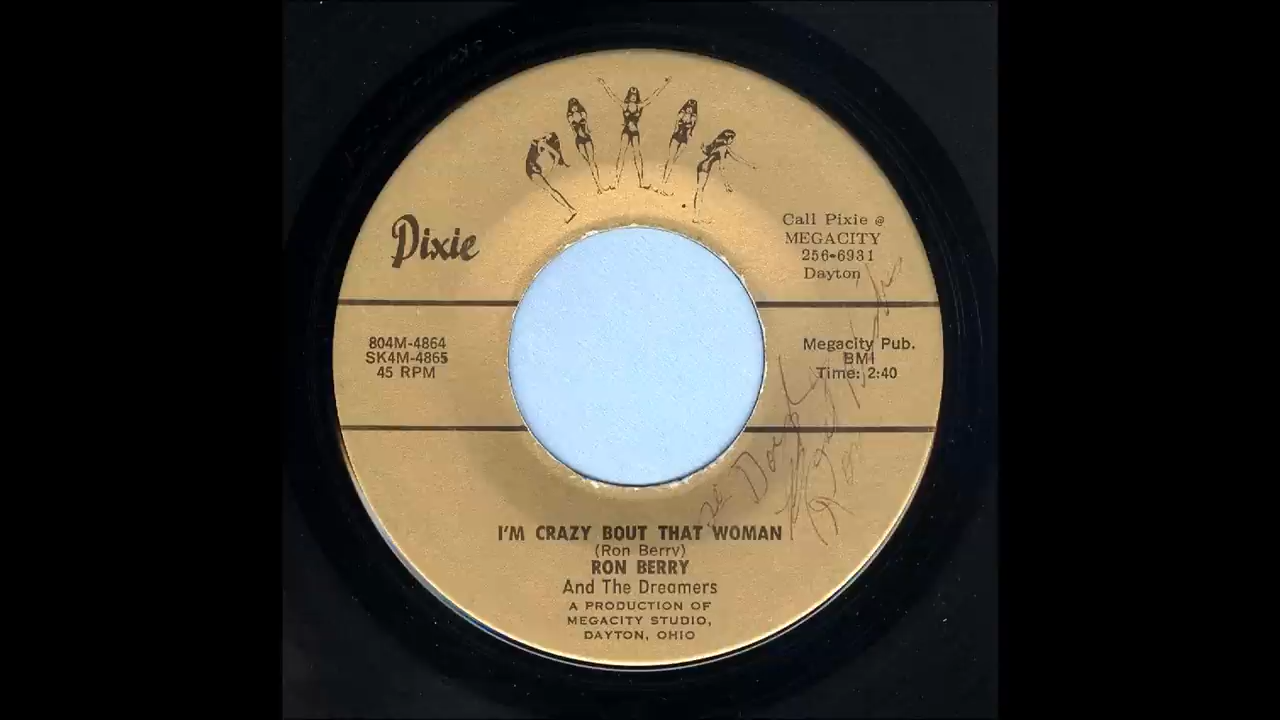 Pixie
Call Pixie @
MEGACITY
256-6931
Dayton
804M-4864
SK4M-4865
45 RPM
Megacity Pub.
BMI
Time: 2:40
I'M CRAZY BOUT THAT WOMAN
(Ron Berry)
RON BERRY
And The Dreamers
A PRODUCTION OF
MEGACITY STUDIO,
DAYTON, OHIO